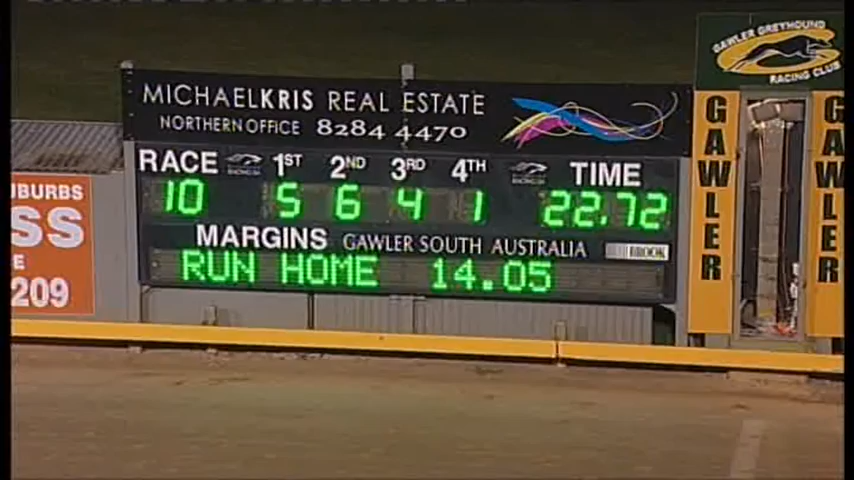 GAWLER GREYHOUND
RACING CLUB
MICHAELKRIS REAL ESTATE
NORTHERN OFFICE 8284 4470
RACE 1ST 2ND 3RD 4TH TIME
10 5 6 4 1 22.72
MARGINS GAWLER SOUTH AUSTRALIA
RUN HOME 14.05
UBURBS
SS
E
209
GAWLER
GAWLER